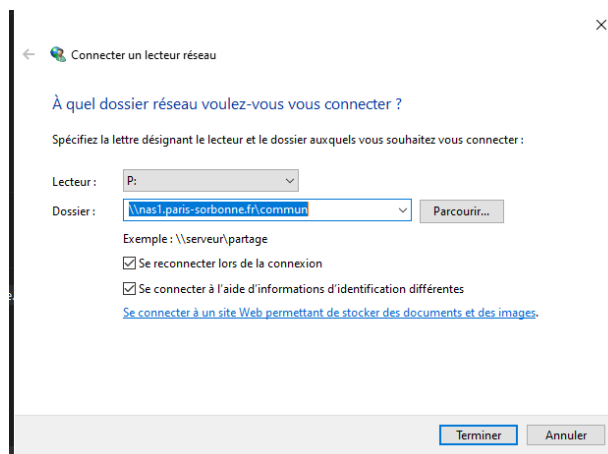 Connecter un lecteur réseau
À quel dossier réseau voulez-vous vous connecter ?
Spécifiez la lettre désignant le lecteur et le dossier auxquels vous souhaitez vous connecter :
Lecteur : P:
Dossier : \\nas1.paris-sorbonne.fr\commun Parcourir...
Exemple : \\serveur\partage
Se reconnecter lors de la connexion
Se connecter à l'aide d'informations d'identification différentes
Se connecter à un site Web permettant de stocker des documents et des images.
Terminer Annuler